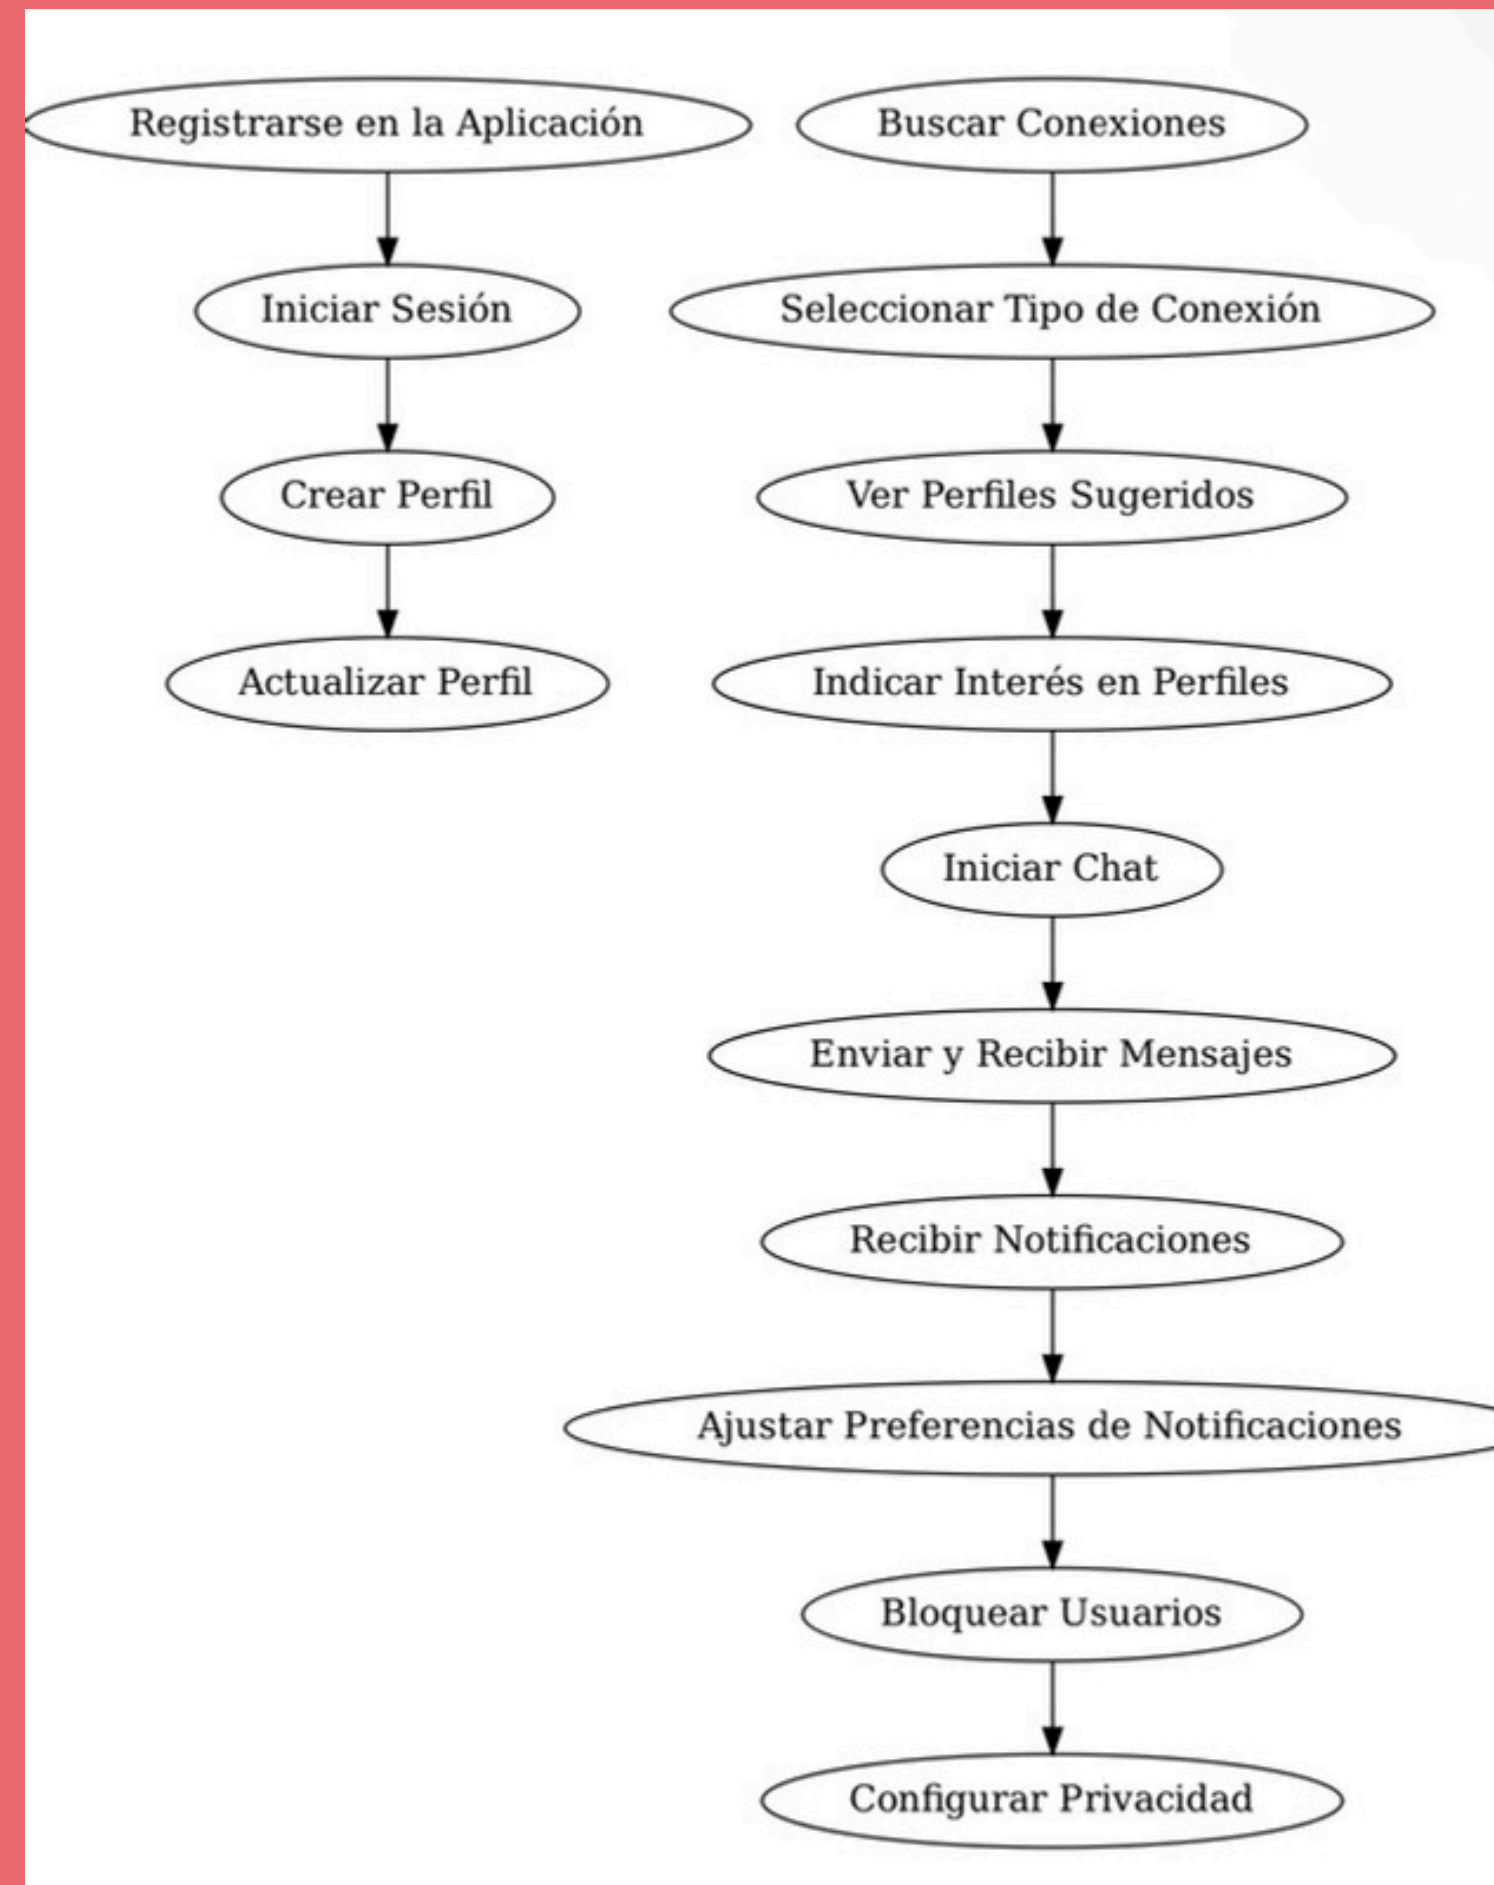 Registrarse en la Aplicación
Iniciar Sesión
Crear Perfil
Actualizar Perfil
Buscar Conexiones
Seleccionar Tipo de Conexión
Ver Perfiles Sugeridos
Indicar Interés en Perfiles
Iniciar Chat
Enviar y Recibir Mensajes
Recibir Notificaciones
Ajustar Preferencias de Notificaciones
Bloquear Usuarios
Configurar Privacidad